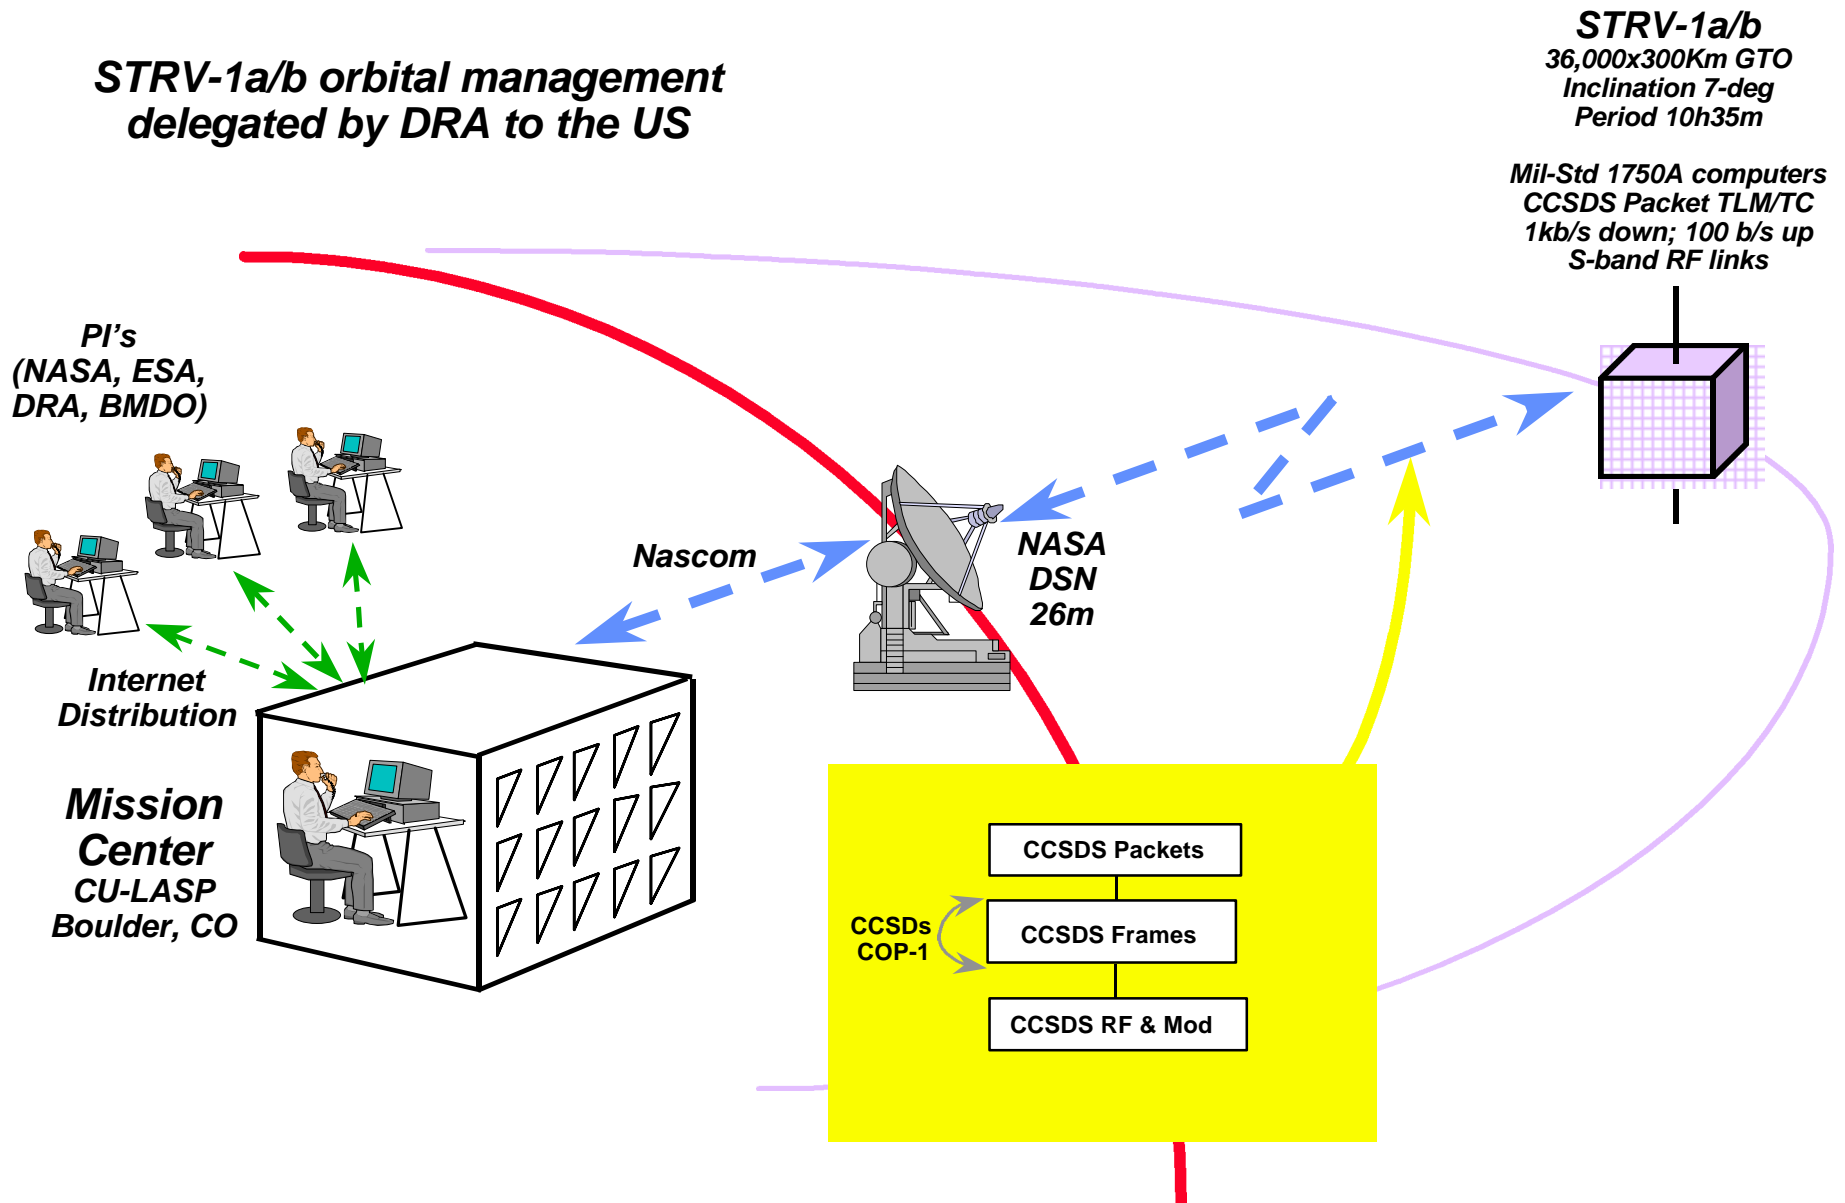 STRV-1a/b orbital management
delegated by DRA to the US
STRV-1a/b
36,000x300Km GTO
Inclination 7-deg
Period 10h35m
Mil-Std 1750A computers
CCSDS Packet TLM/TC
1kb/s down; 100 b/s up
S-band RF links
PI's
(NASA, ESA,
DRA, BMDO)
Nascom
NASA
DSN
26m
Internet
Distribution
Mission
Center
CU-LASP
Boulder, CO
CCSDS Packets
CCSDs
COP-1
CCSDS Frames
CCSDS RF & Mod